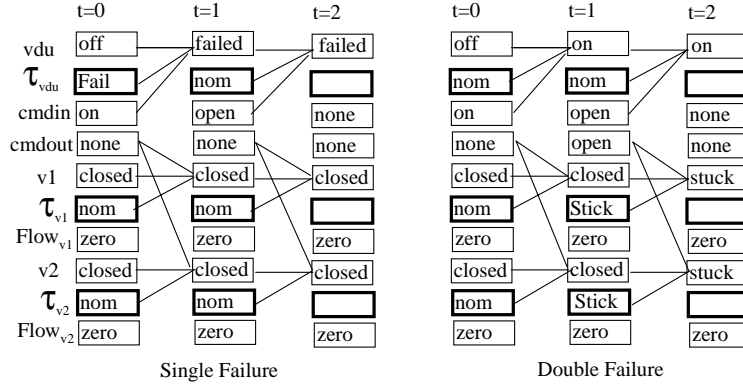 t=0 t=1 t=2 t=0 t=1 t=2
vdu off failed failed off on on
τvdu Fail nom nom nom
cmdin on open none on open none
cmdout none none none none open none
v1 closed closed closed closed closed stuck
τv1 nom nom nom Stick
Flowv1 zero zero zero zero zero zero
v2 closed closed closed closed closed stuck
τv2 nom nom nom Stick
Flowv2 zero zero zero zero zero zero
Single Failure Double Failure